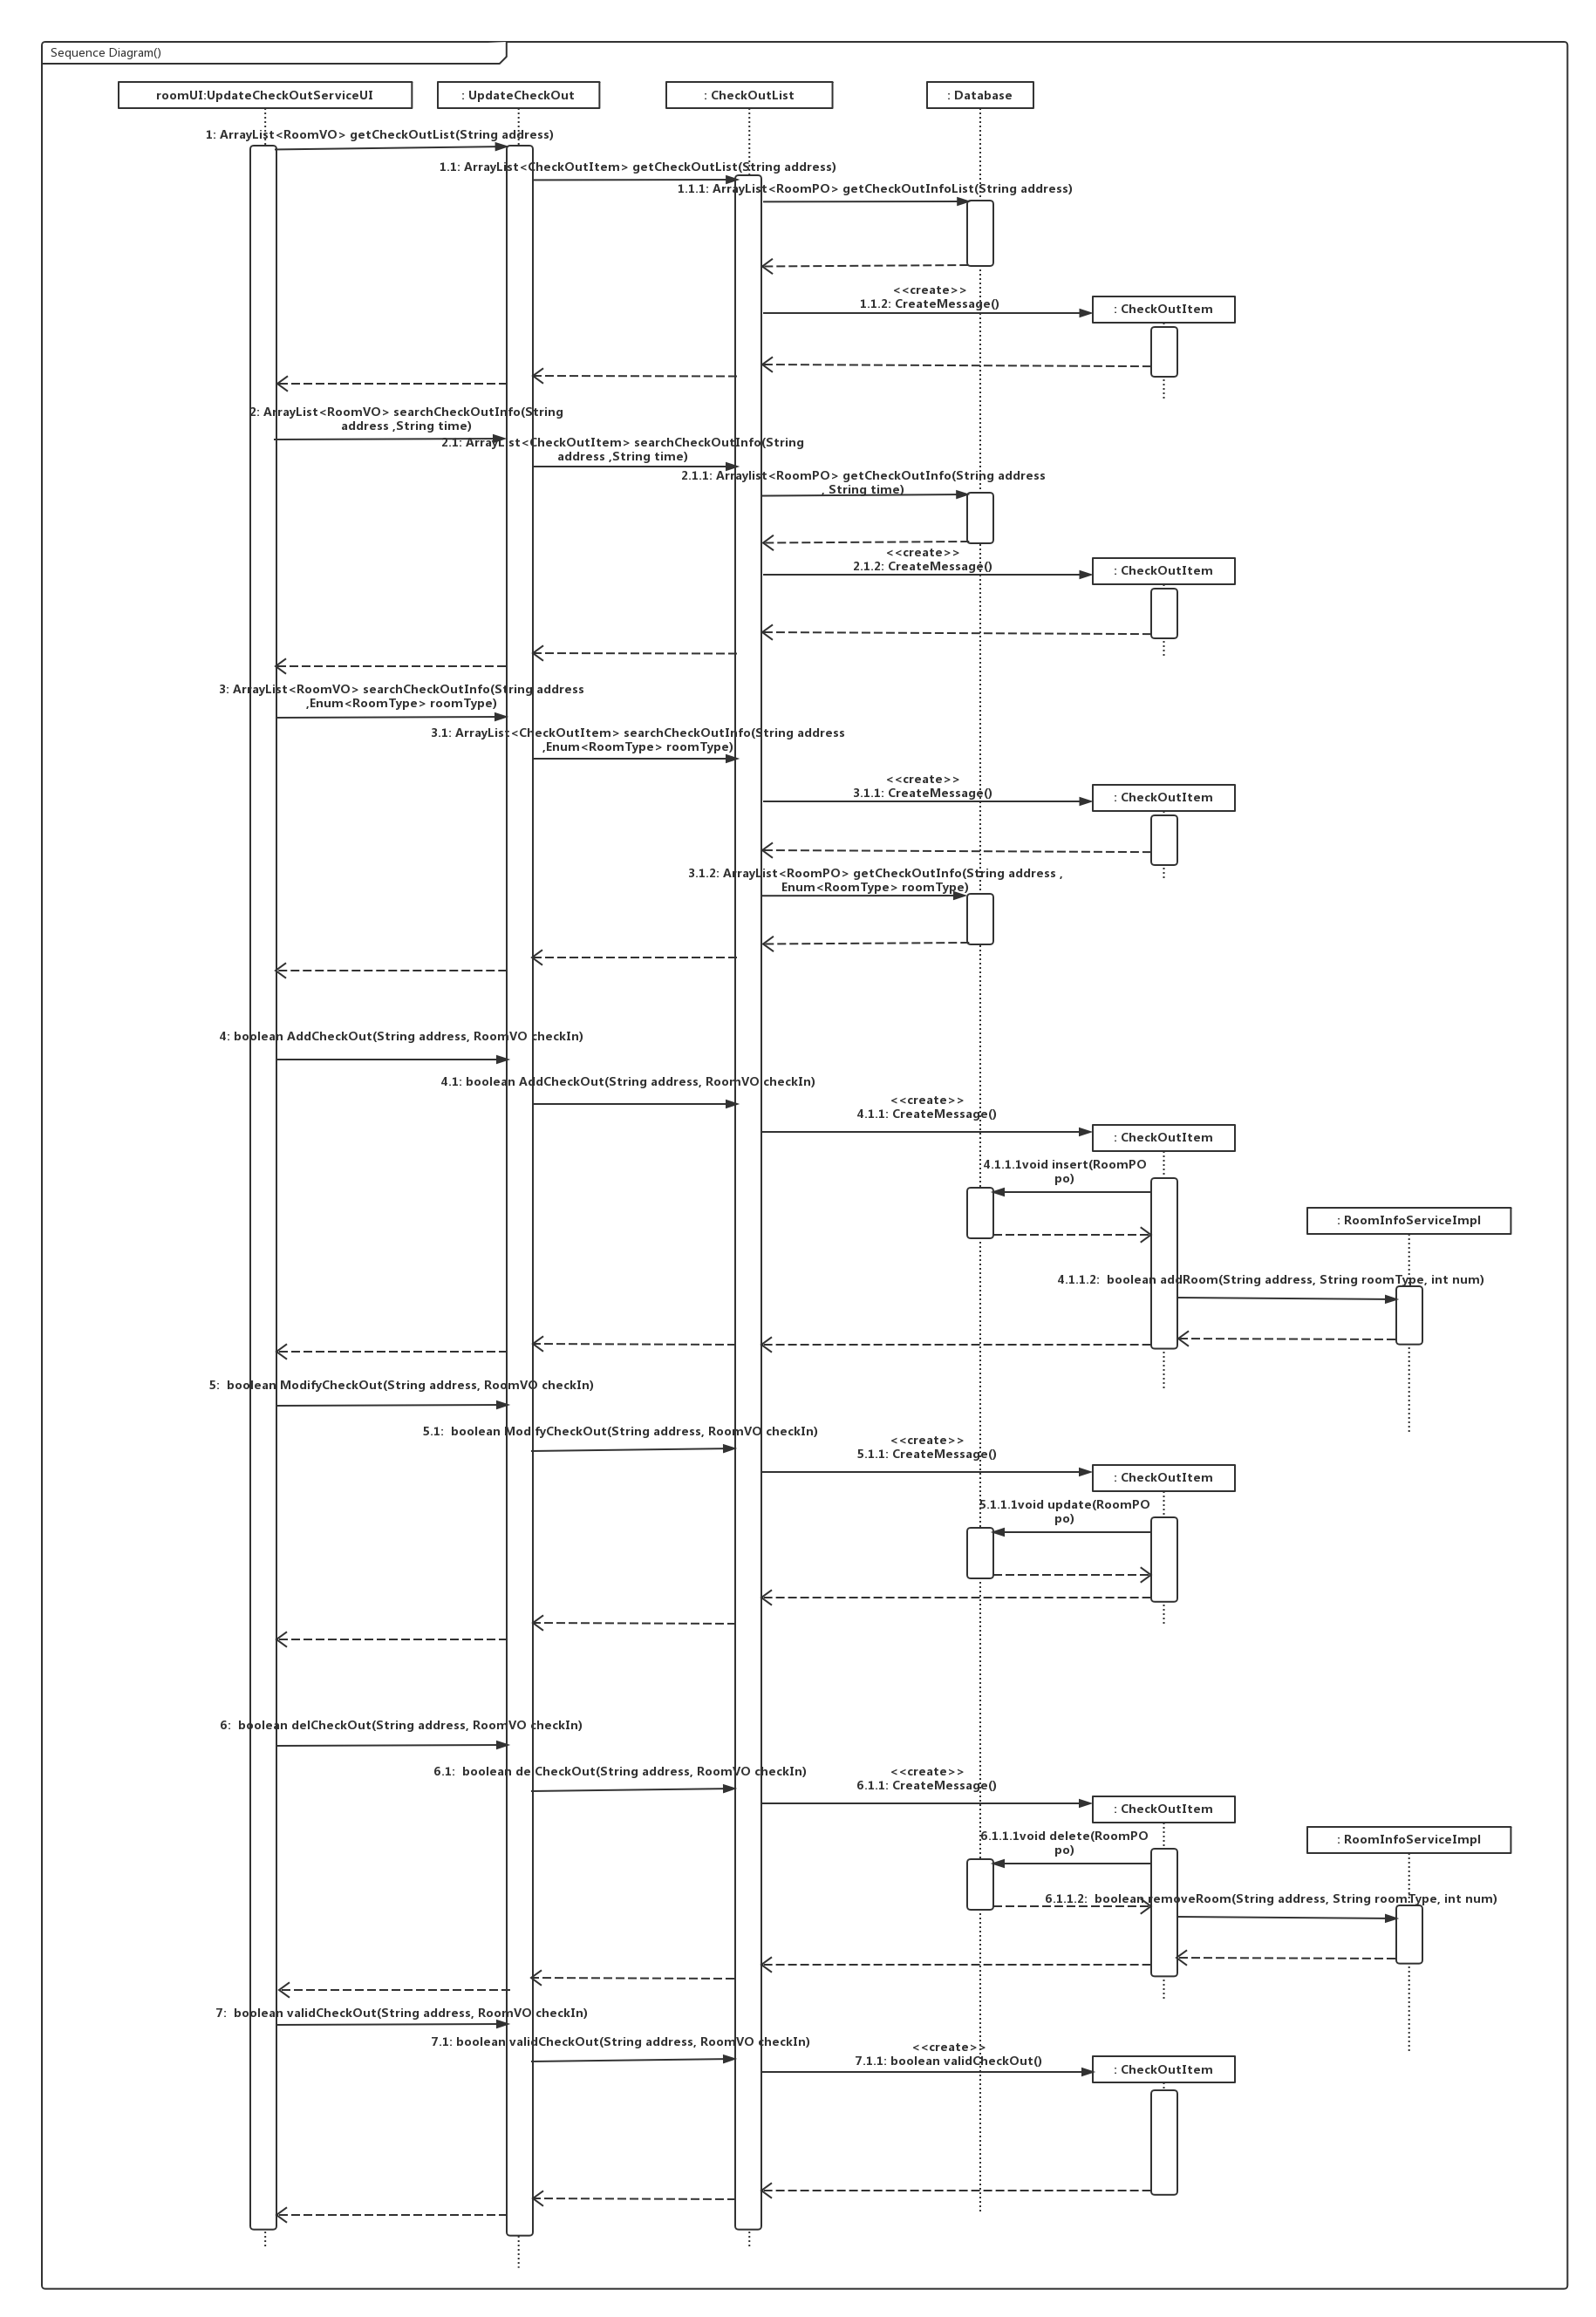 Sequence Diagram()
roomUI:UpdateCheckOutServiceUI
: UpdateCheckOut
: CheckOutList
: Database
1: ArrayList<RoomVO> getCheckOutList(String address)
1.1: ArrayList<CheckOutItem> getCheckOutList(String address)
1.1.1: ArrayList<RoomPO> getCheckOutInfoList(String address)
<<create>>
1.1.2: CreateMessage()
: CheckOutItem
2: ArrayList<RoomVO> searchCheckOutInfo(String
address ,String time)
2.1: ArrayList<CheckOutItem> searchCheckOutInfo(String
address ,String time)
2.1.1: Arraylist<RoomPO> getCheckOutInfo(String address
, String time)
<<create>>
2.1.2: CreateMessage()
: CheckOutItem
3: ArrayList<RoomVO> searchCheckOutInfo(String address
,Enum<RoomType> roomType)
3.1: ArrayList<CheckOutItem> searchCheckOutInfo(String address
,Enum<RoomType> roomType)
<<create>>
3.1.1: CreateMessage()
: CheckOutItem
3.1.2: ArrayList<RoomPO> getCheckOutInfo(String address ,
Enum<RoomType> roomType)
4: boolean AddCheckOut(String address, RoomVO checkIn)
4.1: boolean AddCheckOut(String address, RoomVO checkIn)
<<create>>
4.1.1: CreateMessage()
: CheckOutItem
4.1.1.1void insert(RoomPO
po)
: RoomInfoServiceImpl
4.1.1.2:  boolean addRoom(String address, String roomType, int num)
5:  boolean ModifyCheckOut(String address, RoomVO checkIn)
5.1:  boolean ModifyCheckOut(String address, RoomVO checkIn)
<<create>>
5.1.1: CreateMessage()
: CheckOutItem
5.1.1.1void update(RoomPO
po)
6:  boolean delCheckOut(String address, RoomVO checkIn)
6.1:  boolean delCheckOut(String address, RoomVO checkIn)
<<create>>
6.1.1: CreateMessage()
: CheckOutItem
6.1.1.1void delete(RoomPO
po)
: RoomInfoServiceImpl
6.1.1.2:  boolean removeRoom(String address, String roomType, int num)
7:  boolean validCheckOut(String address, RoomVO checkIn)
7.1: boolean validCheckOut(String address, RoomVO checkIn)
<<create>>
7.1.1: boolean validCheckOut()
: CheckOutItem